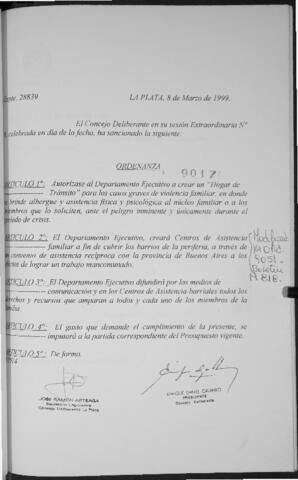 Expte. 28839
LA PLATA, 8 de Marzo de 1999.
El Concejo Deliberante en su sesión Extraordinaria Nº
celebrada en día de la fecha, ha sancionado la siguiente:
ORDENANZA
9017
ARTICULO 1º: Autorízase al Departamento Ejecutivo a crear un "Hogar de
Tránsito" para los casos graves de violencia familiar, en donde
se brinde albergue y asistencia física y psicológica al núcleo familiar o a los
miembros que lo soliciten, ante el peligro inminente y únicamente durante el
período de crisis.
ARTICULO 2º: El Departamento Ejecutivo, creará Centros de Asistencia
familiar a fin de cubrir los barrios de la periferia, a través de
un convenio de asistencia recíproca con la provincia de Buenos Aires a los
efectos de lograr un trabajo mancomunado.
Modificad
Ord.
9051
Boletín
Nº 818.
ARTICULO 3º: El Departamento Ejecutivo difundirá por los medios de
comunicación y en los Centros de Asistencia barriales todos los
derechos y recursos que amparan a todos y cada uno de los miembros de la
familia.
ARTICULO 4º: El gasto que demande el cumplimiento de la presente, se
imputará a la partida correspondiente del Presupuesto vigente.
ARTICULO 5º: De forma.
JOSE RAMON ARTEAGA
Secretario Legislativo
Concejo Deliberante La Plata
PRESIDENTE
Concejo Deliberante